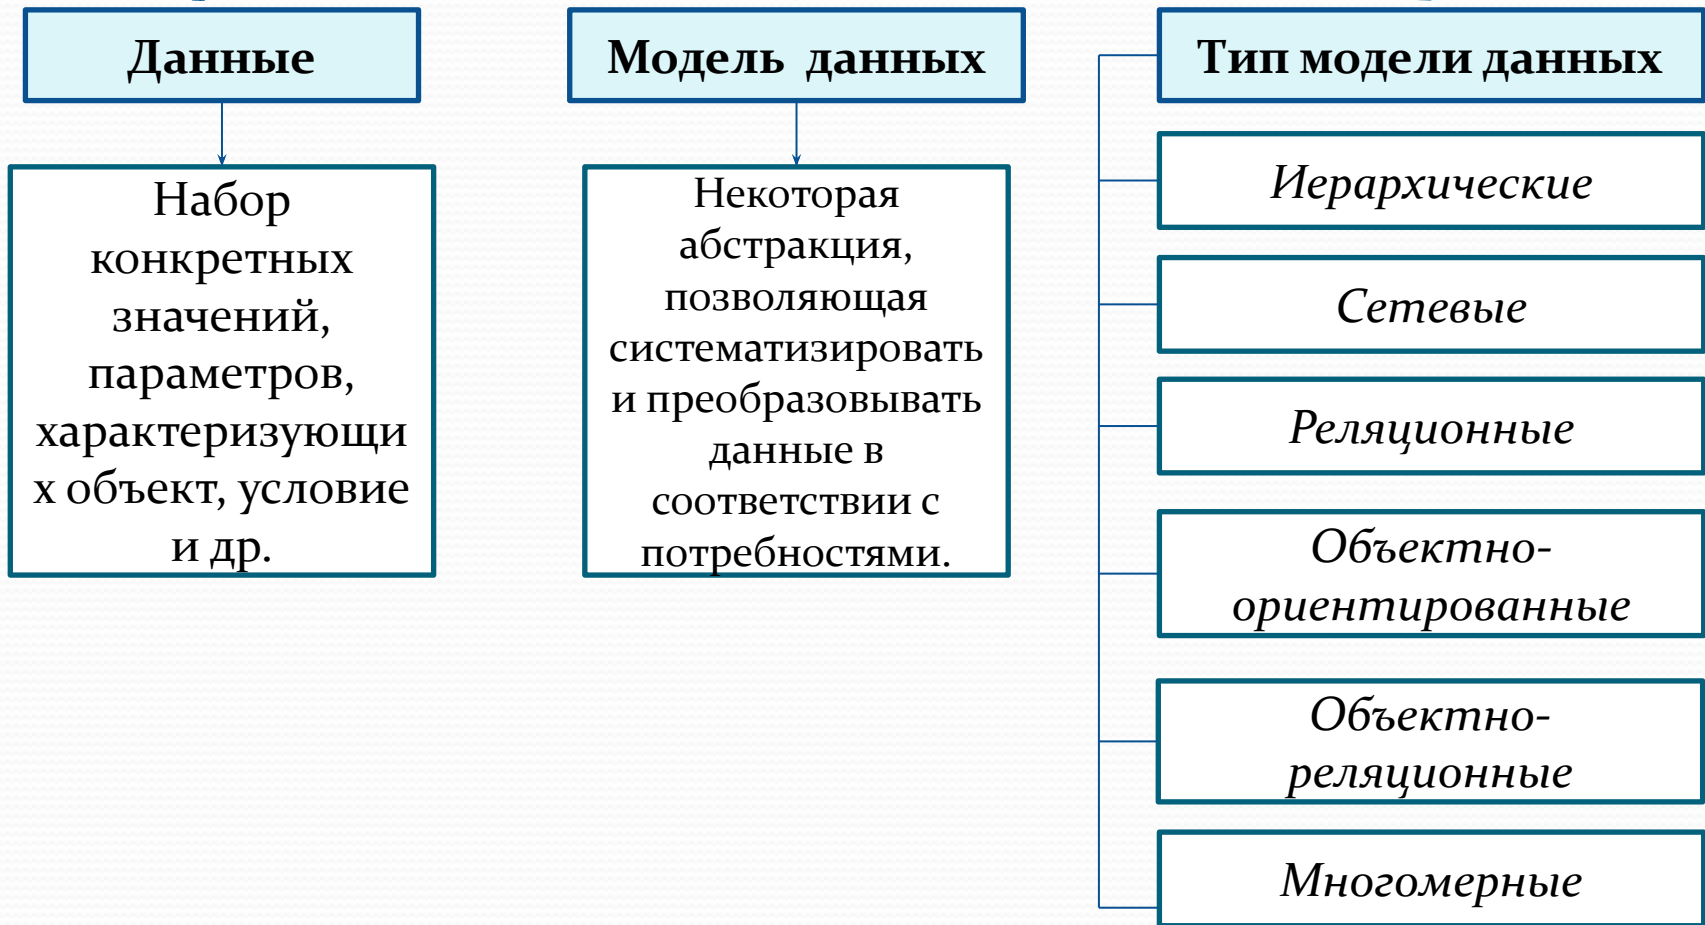 Данные
Набор
конкретных
значений,
параметров,
характеризующи
х объект, условие
и др.
Модель данных
Некоторая
абстракция,
позволяющая
систематизировать
и преобразовывать
данные в
соответствии с
потребностями.
Тип модели данных
Иерархические
Сетевые
Реляционные
Объектно-
ориентированные
Объектно-
реляционные
Многомерные